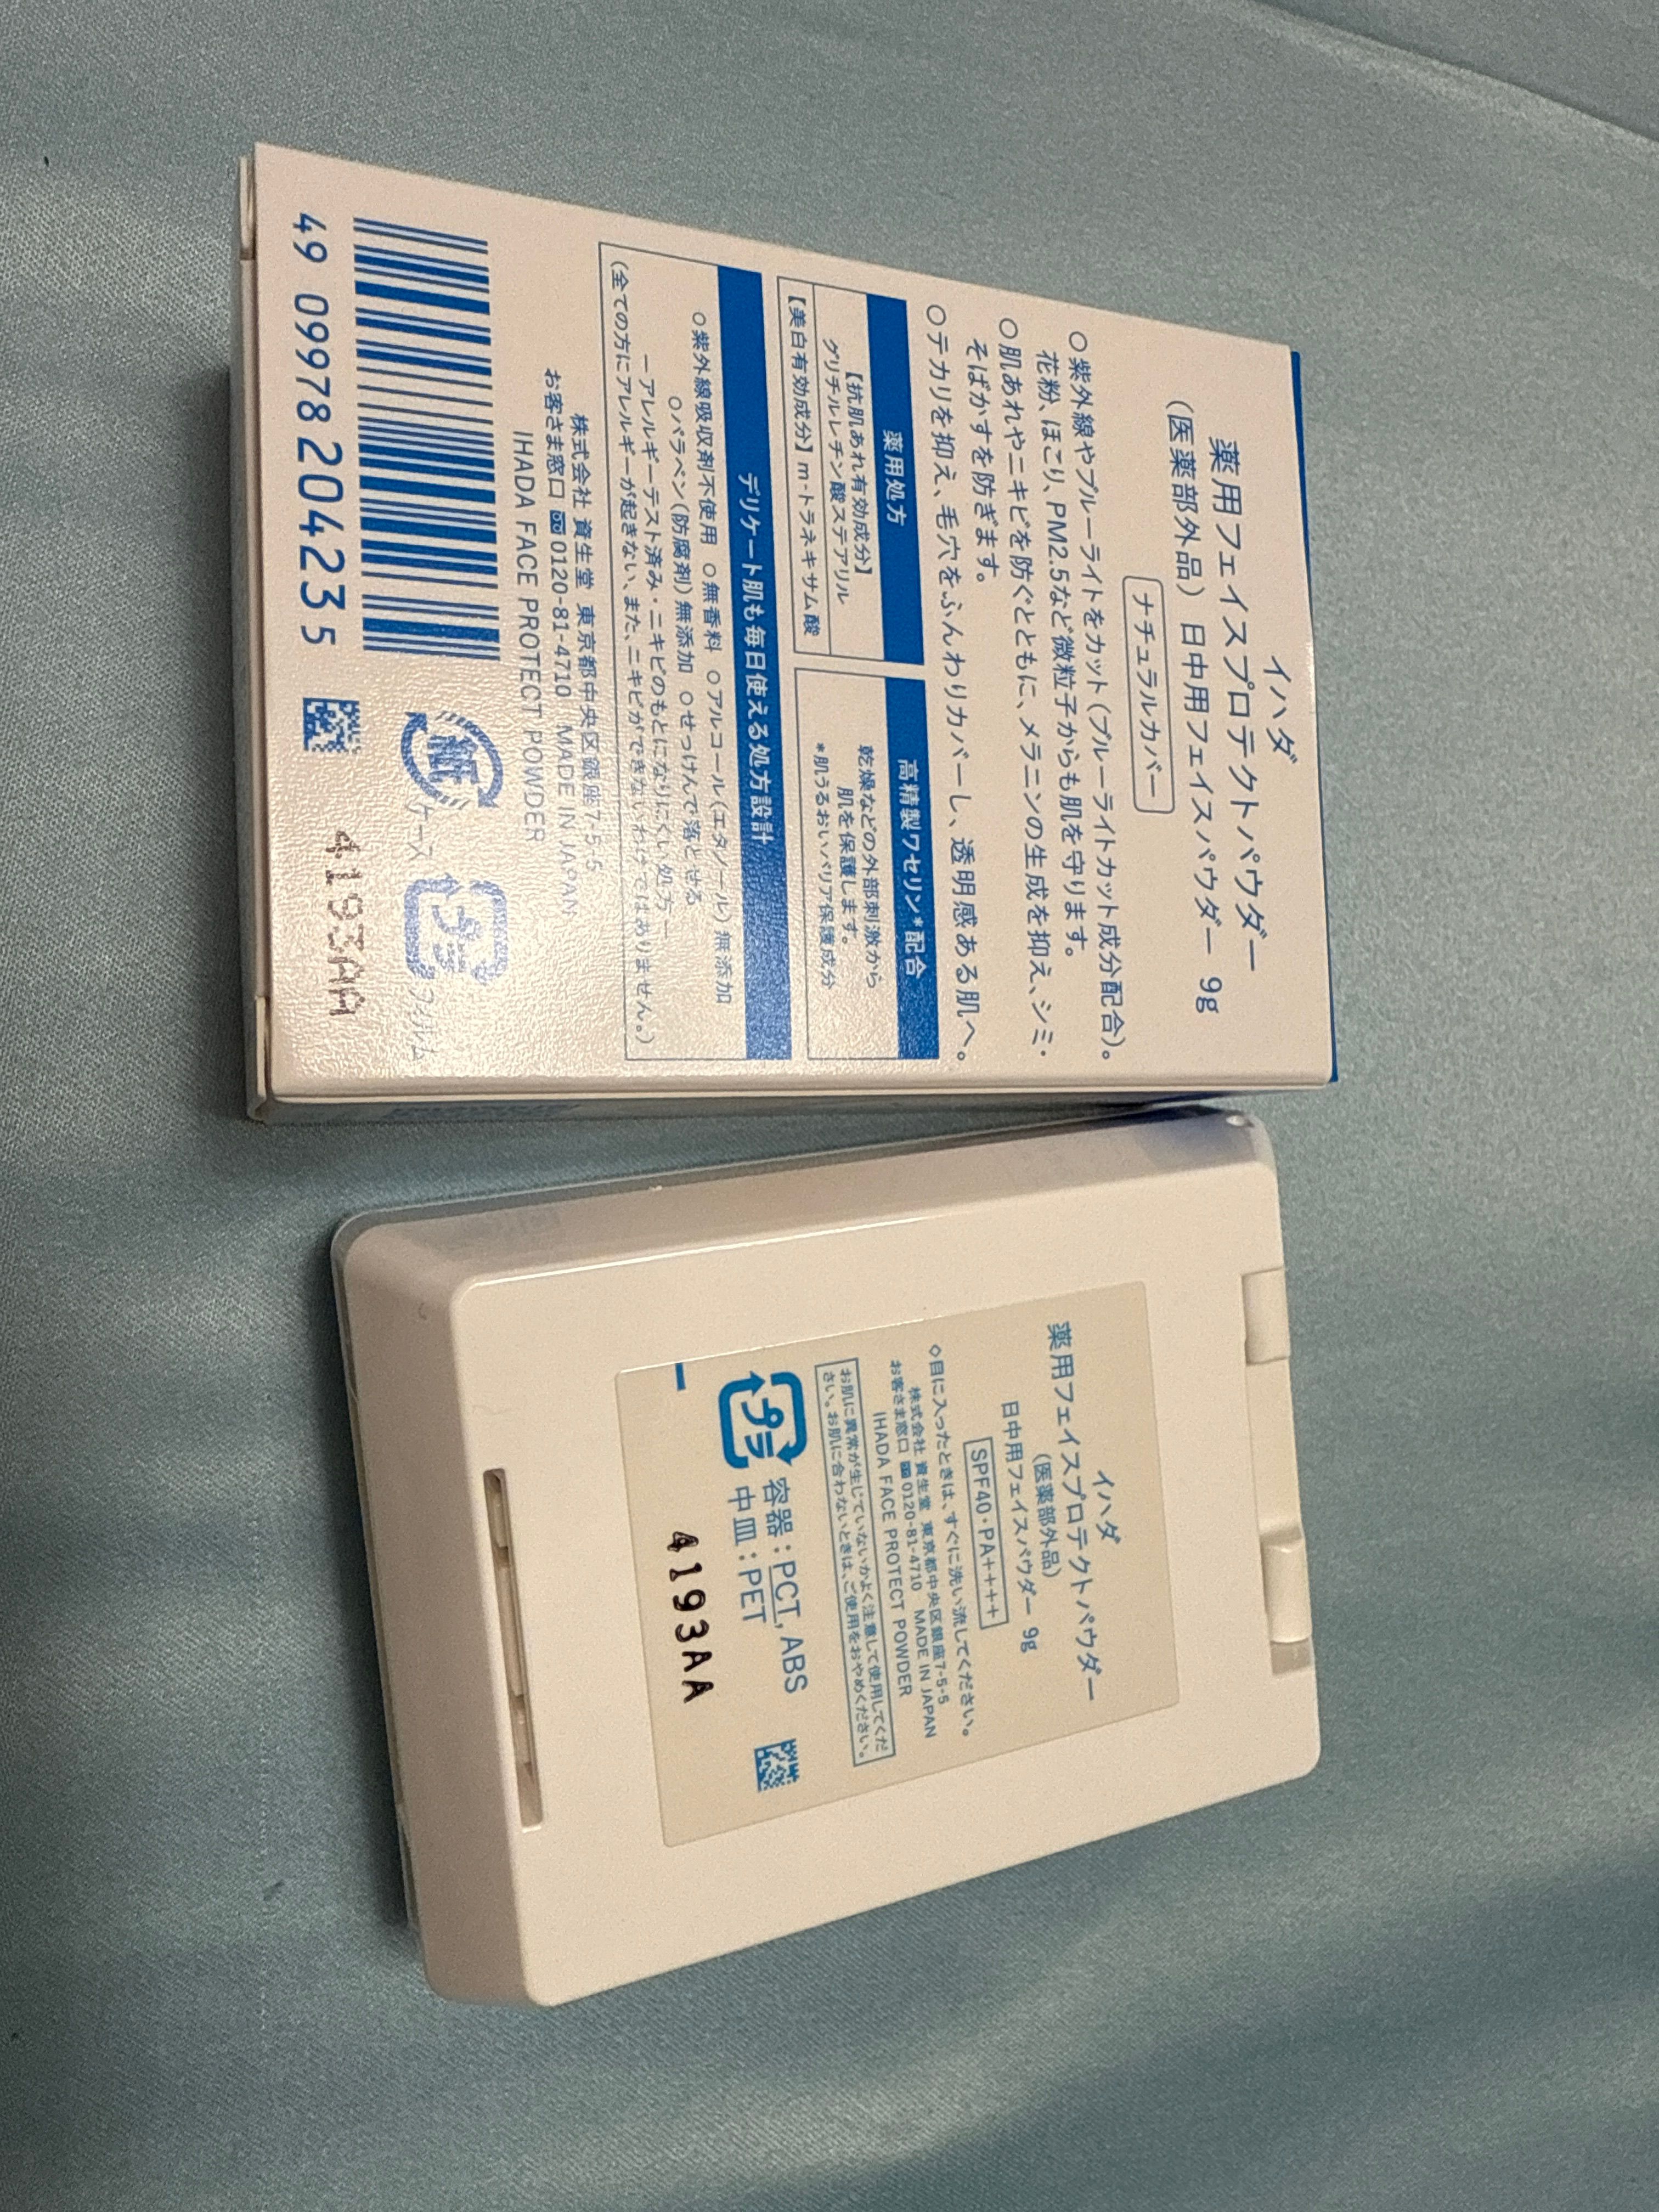 イハダ
薬用フェイスプロテクトパウダー
(医薬部外品) 日中用フェイスパウダー 9g
ナチュラルカバー
○紫外線やブルーライトをカット(ブルーライトカット成分配合)。
花粉、ほこり、PM2.5など微粒子からも肌を守ります。
○肌あれやニキビを防ぐとともに、メラニンの生成を抑え、シミ・
そばかすを防ぎます。
○テカリを抑え、毛穴をふんわりカバーし、透明感ある肌へ。
薬用処方
【抗肌あれ有効成分】
グリチルレチン酸ステアリル
【美白有効成分】m-トラネキサム酸
高精製ワセリン*配合
乾燥などの外部刺激から
肌を保護します。
*肌うるおいバリア保護成分
デリケート肌も毎日使える処方設計
○紫外線吸収剤不使用 ○無香料 ○アルコール(エタノール)無添加
○パラベン(防腐剤)無添加 ○せっけんで落とせる
ーアレルギーテスト済み・ニキビのもとになりにくい処方ー
(全ての方にアレルギーが起きない、また、ニキビができないわけではありません。)
株式会社 資生堂 東京都中央区銀座7-5-5
お客さま窓口 0120-81-4710 MADE IN JAPAN
IHADA FACE PROTECT POWDER
49 09978 20423 5
紙 ケース
プラ フィルム
4193AA
イハダ
薬用フェイスプロテクトパウダー
(医薬部外品)
日中用フェイスパウダー 9g
SPF40・PA++++
◇目に入ったときは、すぐに洗い流してください。
株式会社 資生堂 東京都中央区銀座7-5-5
お客さま窓口 0120-81-4710 MADE IN JAPAN
IHADA FACE PROTECT POWDER
お肌に異常が生じていないかよく注意して使用してくだ
さい。お肌に合わないときは、ご使用をおやめください。
プラ 容器:PCT, ABS
中皿:PET
4193AA